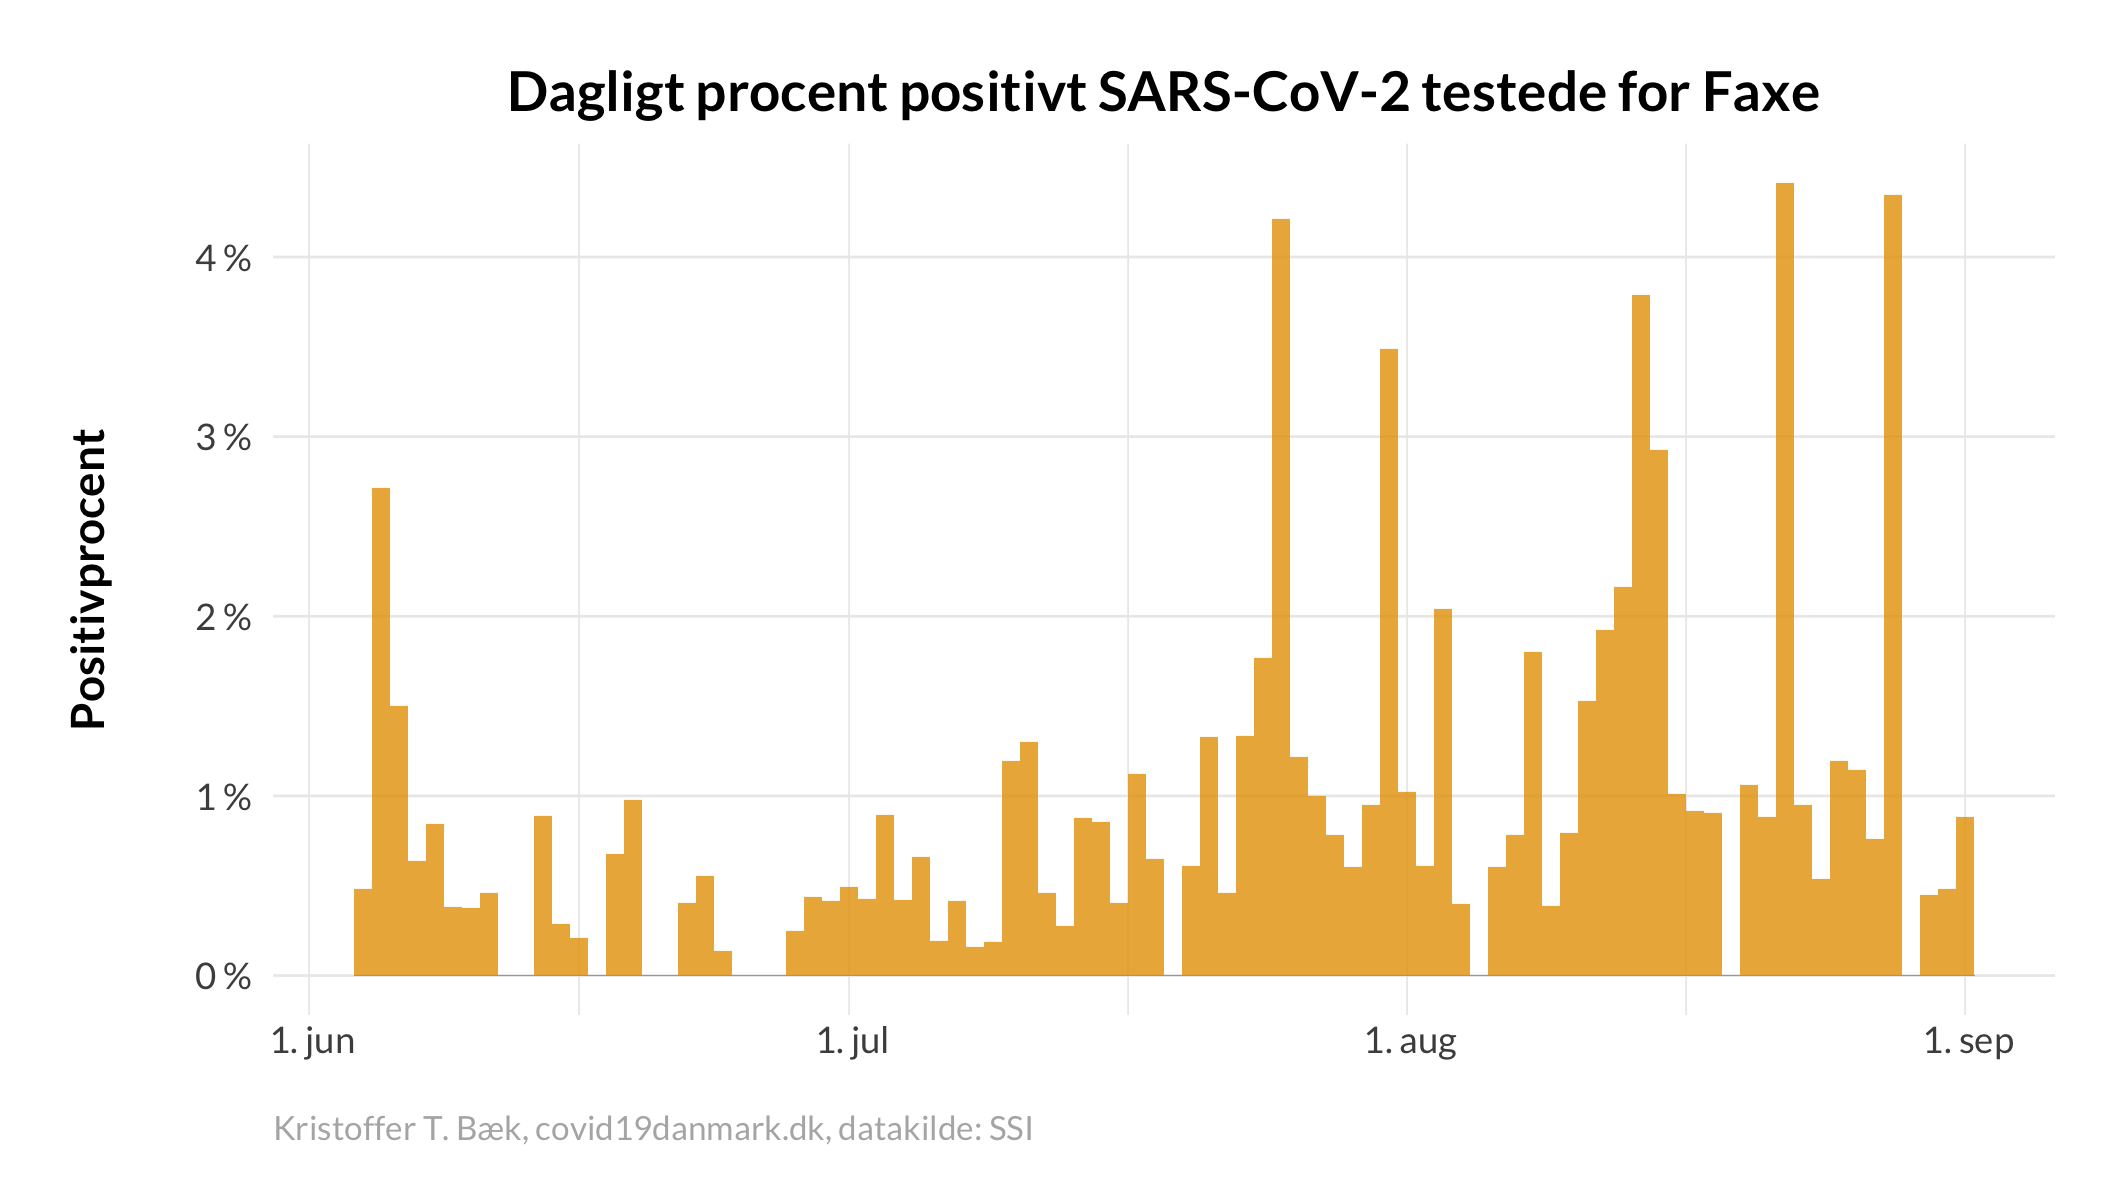 Dagligt procent positivt SARS-CoV-2 testede for Faxe
Positivprocent
4 %
3 %
2 %
1 %
0 %
1. jun
1. jul
1. aug
1. sep
Kristoffer T. Bæk, covid19danmark.dk, datakilde: SSI